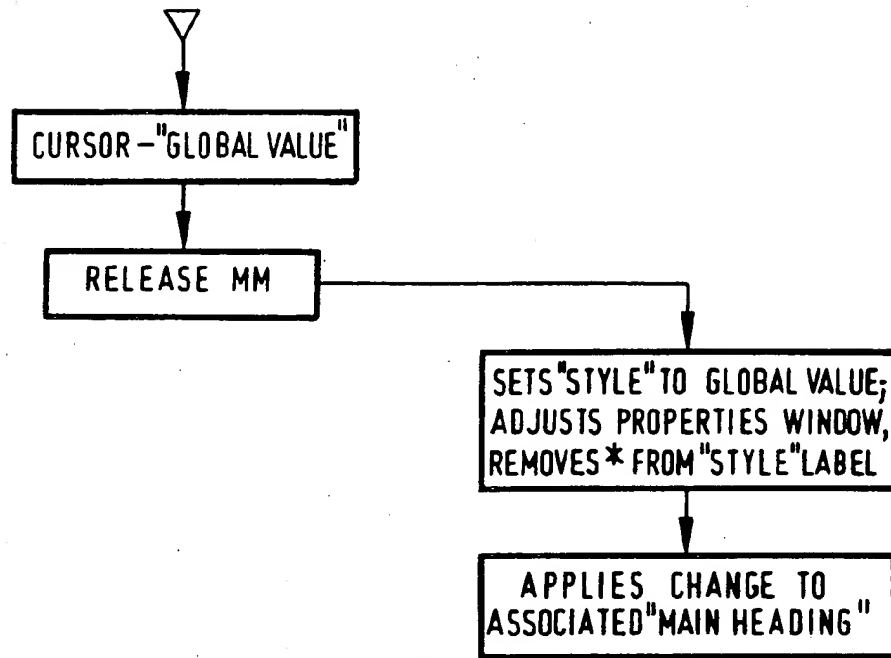 CURSOR-"GLOBAL VALUE"
RELEASE MM
SETS "STYLE" TO GLOBAL VALUE;
ADJUSTS PROPERTIES WINDOW,
REMOVES * FROM "STYLE" LABEL
APPLIES CHANGE TO
ASSOCIATED "MAIN HEADING"